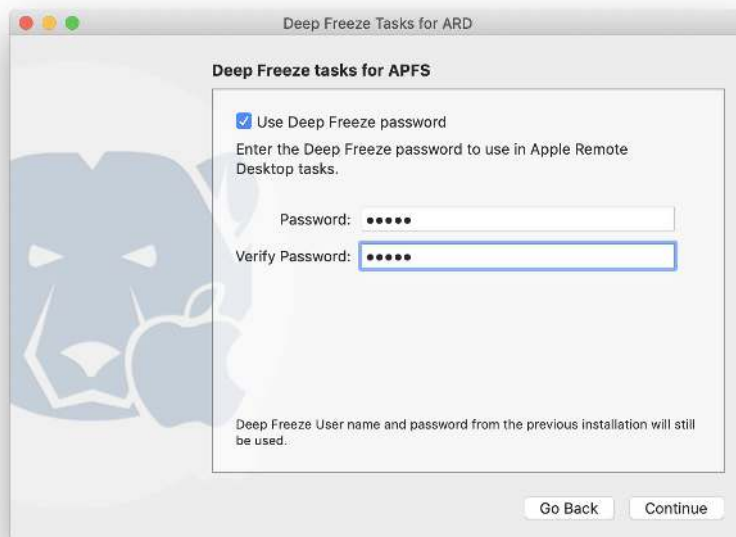 Deep Freeze Tasks for ARD
Deep Freeze tasks for APFS
Use Deep Freeze password
Enter the Deep Freeze password to use in Apple Remote
Desktop tasks.
Password: •••••
Verify Password: •••••
Deep Freeze User name and password from the previous installation will still
be used.
Go Back Continue